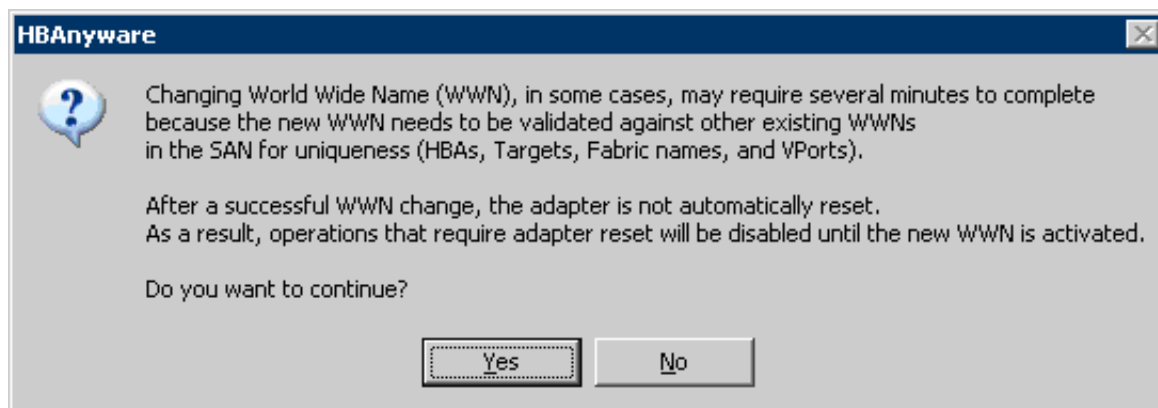 HBAnyware
Changing World Wide Name (WWN), in some cases, may require several minutes to complete
because the new WWN needs to be validated against other existing WWNs
in the SAN for uniqueness (HBAs, Targets, Fabric names, and VPorts).
After a successful WWN change, the adapter is not automatically reset.
As a result, operations that require adapter reset will be disabled until the new WWN is activated.
Do you want to continue?
Yes
No